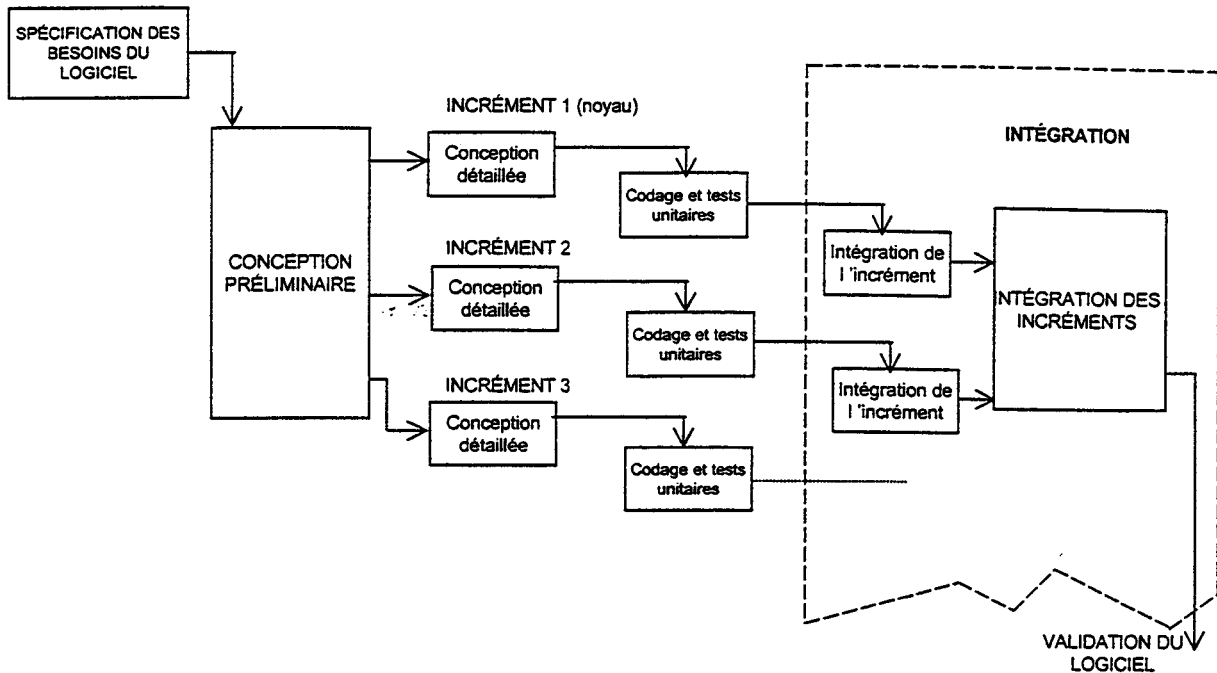 SPÉCIFICATION DES
BESOINS DU
LOGICIEL
CONCEPTION
PRÉLIMINAIRE
INCRÉMENT 1 (noyau)
Conception
détaillée
Codage et tests
unitaires
INCRÉMENT 2
Conception
détaillée
Codage et tests
unitaires
INCRÉMENT 3
Conception
détaillée
Codage et tests
unitaires
INTÉGRATION
Intégration de
l 'incrément
Intégration de
l 'incrément
INTÉGRATION DES
INCRÉMENTS
VALIDATION DU
LOGICIEL